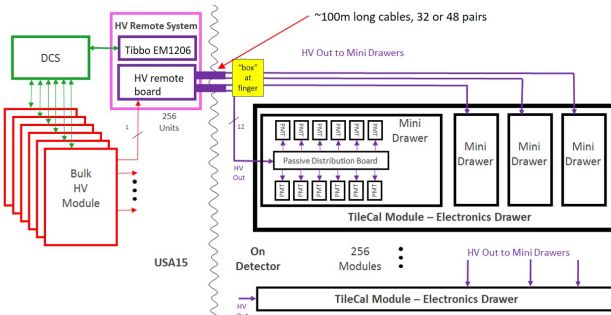 ~100m long cables, 32 or 48 pairs
HV Remote System
DCS
Tibbo EM1206
HV remote
board
"box"
at
finger
HV Out to Mini Drawers
256
Units
1
12
Bulk
HV
Module
HV
Out
PMT PMT PMT PMT PMT PMT
Mini
Drawer
Passive Distribution Board
PMT PMT PMT PMT PMT PMT
Mini
Drawer
Mini
Drawer
Mini
Drawer
TileCal Module – Electronics Drawer
USA15
On
Detector
256
Modules
HV Out to Mini Drawers
HV
Out
TileCal Module – Electronics Drawer